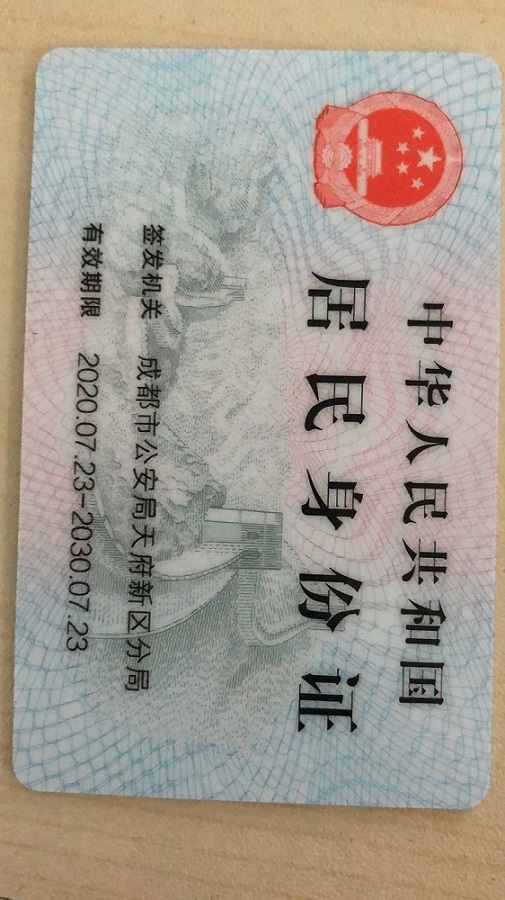 中华人民共和国
居民身份证
签发机关 成都市公安局天府新区分局
有效期限 2020.07.23-2030.07.23